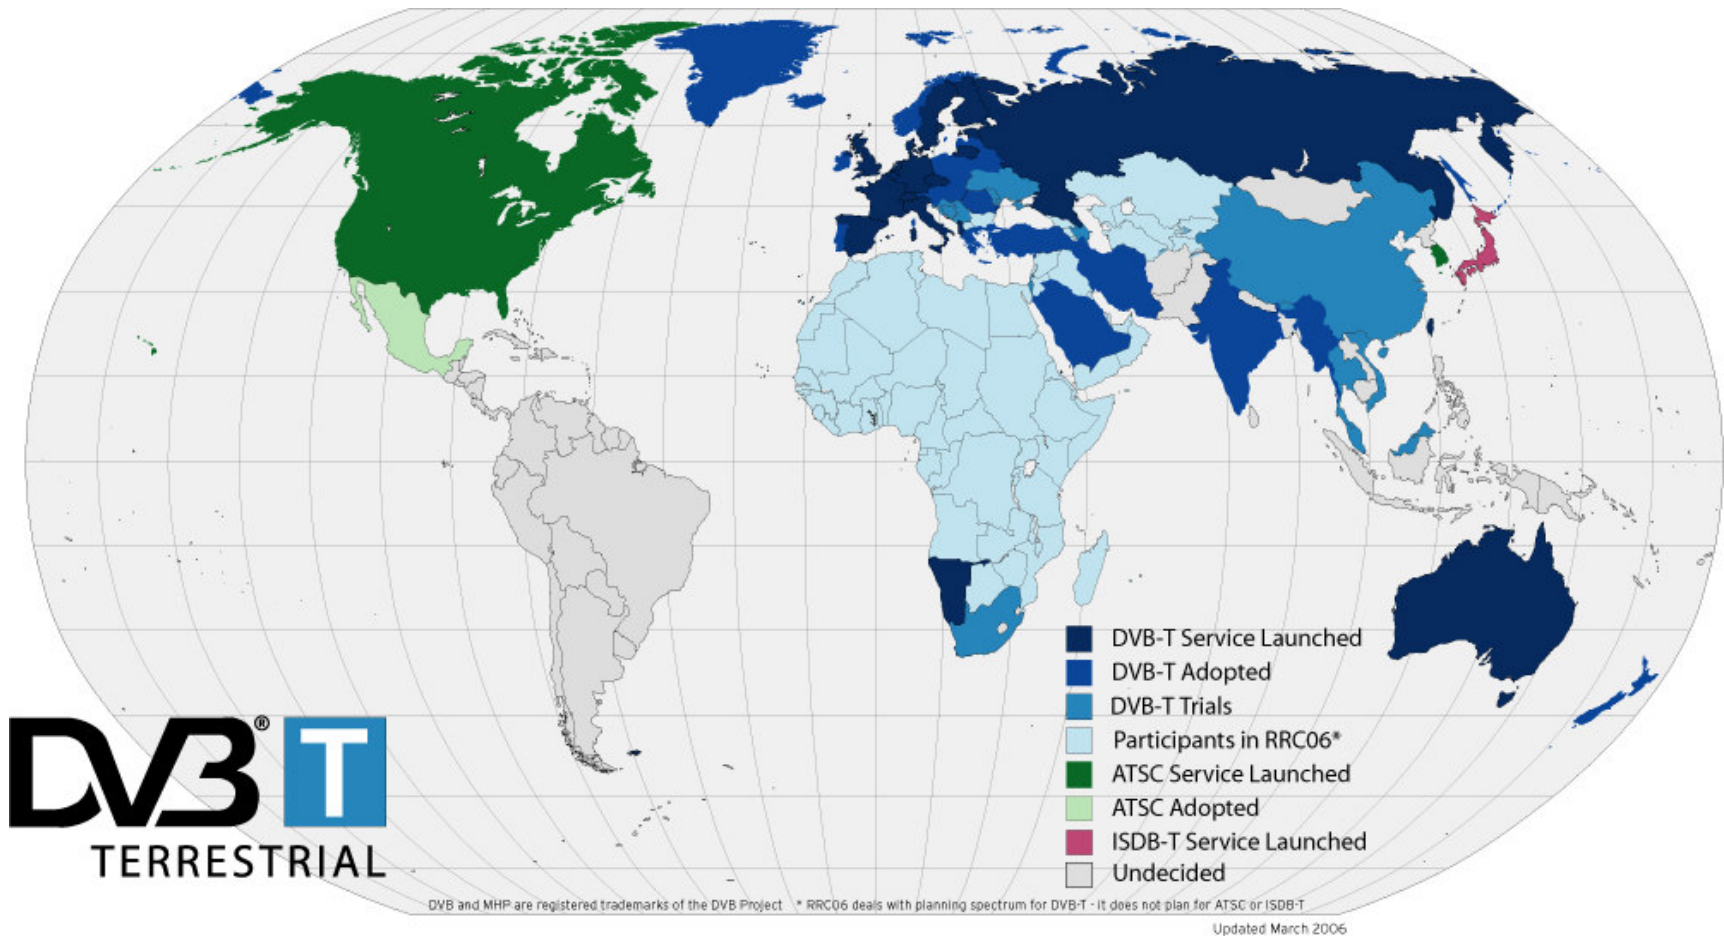 DVB-T Service Launched
DVB-T Adopted
DVB-T Trials
Participants in RRC06*
ATSC Service Launched
ATSC Adopted
ISDB-T Service Launched
Undecided
DVB® T
TERRESTRIAL
DVB and MHP are registered trademarks of the DVB Project * RRC06 deals with planning spectrum for DVB-T - it does not plan for ATSC or ISDB-T
Updated March 2006